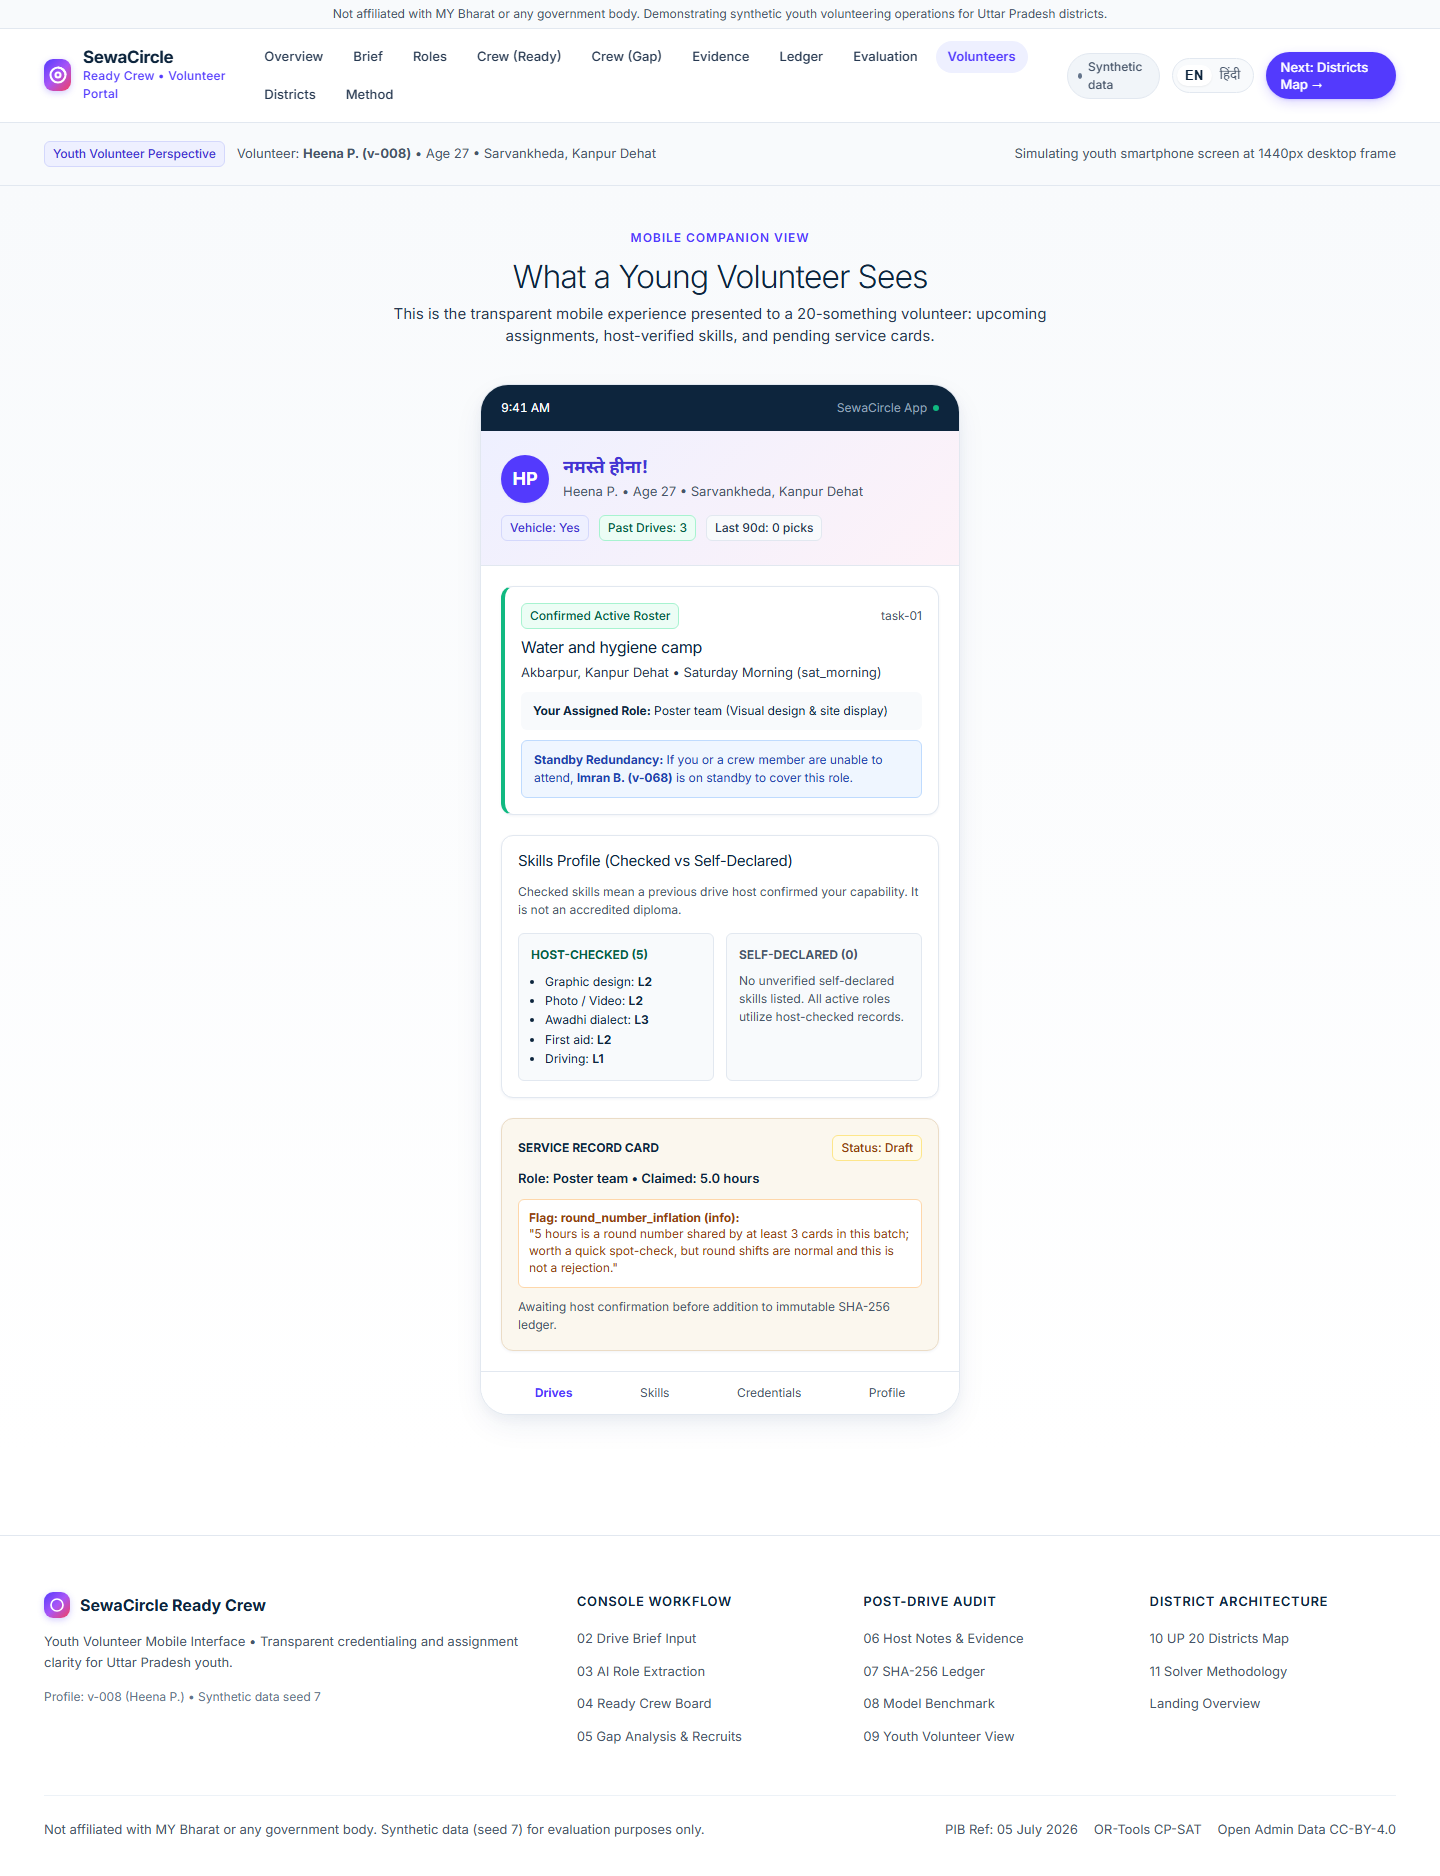 Not affiliated with MY Bharat or any government body. Demonstrating synthetic youth volunteering operations for Uttar Pradesh districts.
SewaCircle
Ready Crew • Volunteer
Portal
Overview Brief Roles Crew (Ready) Crew (Gap) Evidence Ledger Evaluation Volunteers
Districts Method
Synthetic
data
EN हिंदी
Next: Districts
Map →
Youth Volunteer Perspective Volunteer: Heena P. (v-008) • Age 27 • Sarvankheda, Kanpur Dehat
Simulating youth smartphone screen at 1440px desktop frame
MOBILE COMPANION VIEW
What a Young Volunteer Sees
This is the transparent mobile experience presented to a 20-something volunteer: upcoming
assignments, host-verified skills, and pending service cards.
9:41 AM SewaCircle App
HP
नमस्ते हीना!
Heena P. • Age 27 • Sarvankheda, Kanpur Dehat
Vehicle: Yes Past Drives: 3 Last 90d: 0 picks
Confirmed Active Roster task-01
Water and hygiene camp
Akbarpur, Kanpur Dehat • Saturday Morning (sat_morning)
Your Assigned Role: Poster team (Visual design & site display)
Standby Redundancy: If you or a crew member are unable to
attend, Imran B. (v-068) is on standby to cover this role.
Skills Profile (Checked vs Self-Declared)
Checked skills mean a previous drive host confirmed your capability. It
is not an accredited diploma.
HOST-CHECKED (5)
• Graphic design: L2
• Photo / Video: L2
• Awadhi dialect: L3
• First aid: L2
• Driving: L1
SELF-DECLARED (0)
No unverified self-declared
skills listed. All active roles
utilize host-checked records.
SERVICE RECORD CARD Status: Draft
Role: Poster team • Claimed: 5.0 hours
Flag: round_number_inflation (info):
"5 hours is a round number shared by at least 3 cards in this batch;
worth a quick spot-check, but round shifts are normal and this is
not a rejection."
Awaiting host confirmation before addition to immutable SHA-256
ledger.
Drives Skills Credentials Profile
SewaCircle Ready Crew
Youth Volunteer Mobile Interface • Transparent credentialing and assignment
clarity for Uttar Pradesh youth.
Profile: v-008 (Heena P.) • Synthetic data seed 7
CONSOLE WORKFLOW
02 Drive Brief Input
03 AI Role Extraction
04 Ready Crew Board
05 Gap Analysis & Recruits
POST-DRIVE AUDIT
06 Host Notes & Evidence
07 SHA-256 Ledger
08 Model Benchmark
09 Youth Volunteer View
DISTRICT ARCHITECTURE
10 UP 20 Districts Map
11 Solver Methodology
Landing Overview
Not affiliated with MY Bharat or any government body. Synthetic data (seed 7) for evaluation purposes only.
PIB Ref: 05 July 2026 OR-Tools CP-SAT Open Admin Data CC-BY-4.0